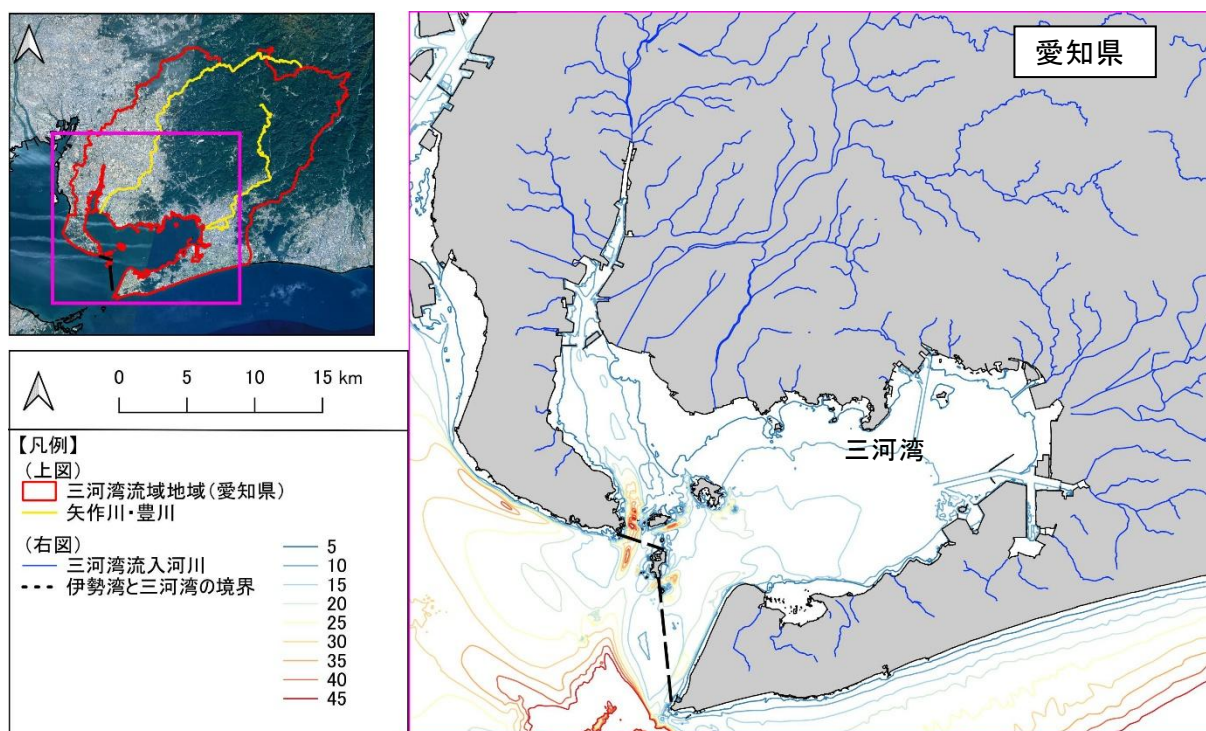 愛知県
三河湾
0 5 10 15 km
【凡例】
(上図)
三河湾流域地域(愛知県)
矢作川・豊川
(右図)
三河湾流入河川
伊勢湾と三河湾の境界
5
10
15
20
25
30
35
40
45